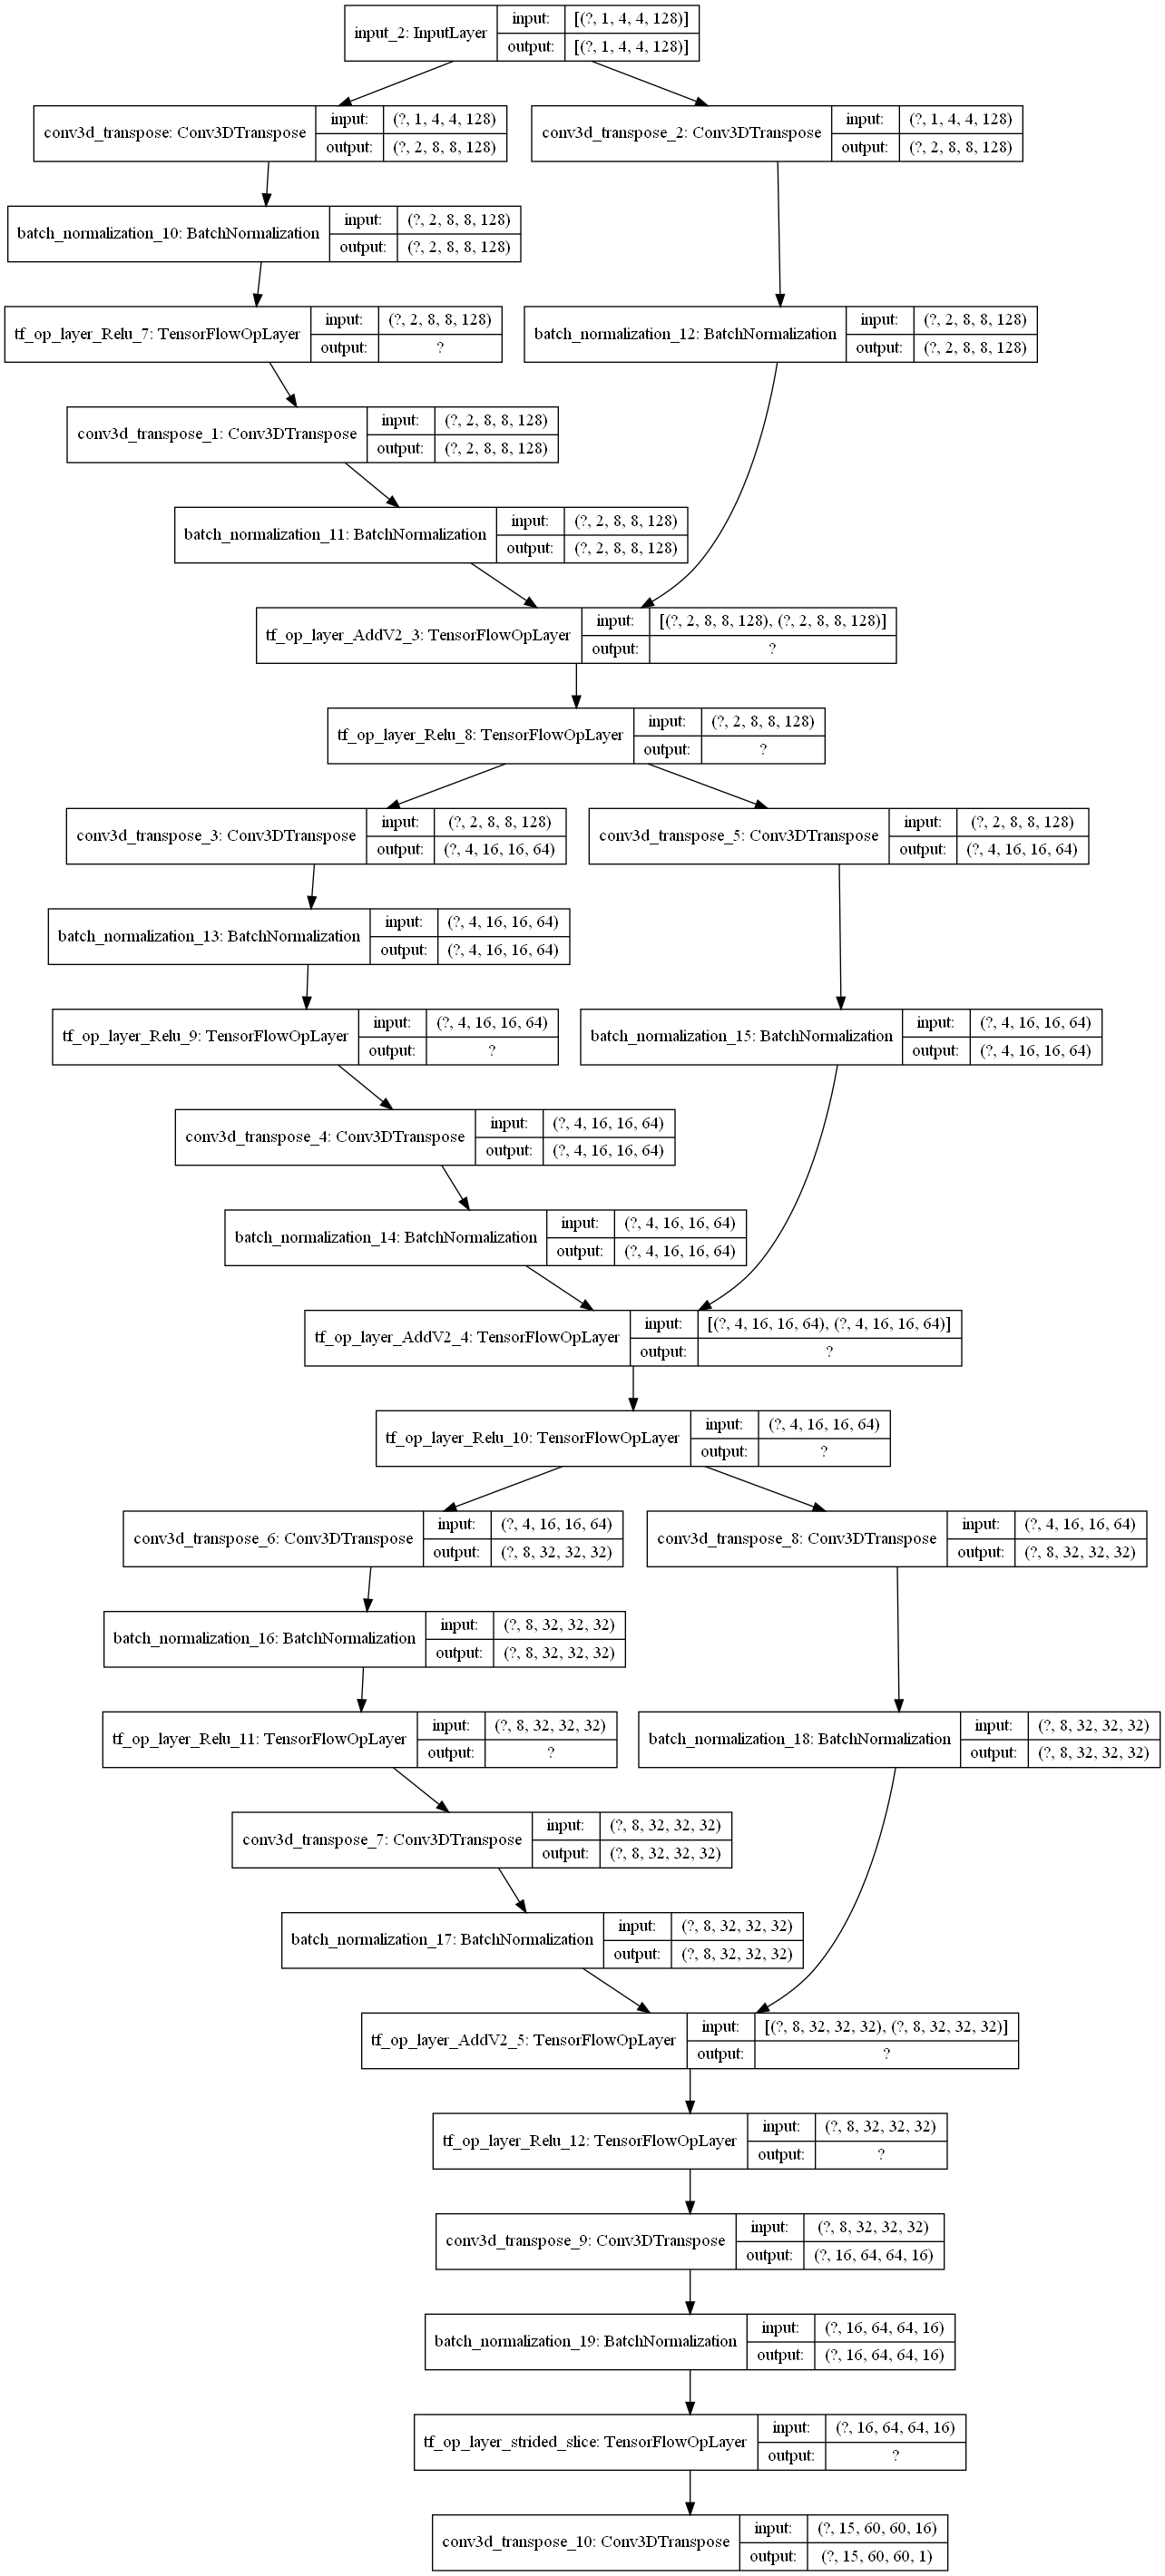 input_2: InputLayer
input: [(?, 1, 4, 4, 128)]
output: [(?, 1, 4, 4, 128)]
conv3d_transpose: Conv3DTranspose
input: (?, 1, 4, 4, 128)
output: (?, 2, 8, 8, 128)
conv3d_transpose_2: Conv3DTranspose
input: (?, 1, 4, 4, 128)
output: (?, 2, 8, 8, 128)
batch_normalization_10: BatchNormalization
input: (?, 2, 8, 8, 128)
output: (?, 2, 8, 8, 128)
tf_op_layer_Relu_7: TensorFlowOpLayer
input: (?, 2, 8, 8, 128)
output: ?
batch_normalization_12: BatchNormalization
input: (?, 2, 8, 8, 128)
output: (?, 2, 8, 8, 128)
conv3d_transpose_1: Conv3DTranspose
input: (?, 2, 8, 8, 128)
output: (?, 2, 8, 8, 128)
batch_normalization_11: BatchNormalization
input: (?, 2, 8, 8, 128)
output: (?, 2, 8, 8, 128)
tf_op_layer_AddV2_3: TensorFlowOpLayer
input: [(?, 2, 8, 8, 128), (?, 2, 8, 8, 128)]
output: ?
tf_op_layer_Relu_8: TensorFlowOpLayer
input: (?, 2, 8, 8, 128)
output: ?
conv3d_transpose_3: Conv3DTranspose
input: (?, 2, 8, 8, 128)
output: (?, 4, 16, 16, 64)
conv3d_transpose_5: Conv3DTranspose
input: (?, 2, 8, 8, 128)
output: (?, 4, 16, 16, 64)
batch_normalization_13: BatchNormalization
input: (?, 4, 16, 16, 64)
output: (?, 4, 16, 16, 64)
tf_op_layer_Relu_9: TensorFlowOpLayer
input: (?, 4, 16, 16, 64)
output: ?
batch_normalization_15: BatchNormalization
input: (?, 4, 16, 16, 64)
output: (?, 4, 16, 16, 64)
conv3d_transpose_4: Conv3DTranspose
input: (?, 4, 16, 16, 64)
output: (?, 4, 16, 16, 64)
batch_normalization_14: BatchNormalization
input: (?, 4, 16, 16, 64)
output: (?, 4, 16, 16, 64)
tf_op_layer_AddV2_4: TensorFlowOpLayer
input: [(?, 4, 16, 16, 64), (?, 4, 16, 16, 64)]
output: ?
tf_op_layer_Relu_10: TensorFlowOpLayer
input: (?, 4, 16, 16, 64)
output: ?
conv3d_transpose_6: Conv3DTranspose
input: (?, 4, 16, 16, 64)
output: (?, 8, 32, 32, 32)
conv3d_transpose_8: Conv3DTranspose
input: (?, 4, 16, 16, 64)
output: (?, 8, 32, 32, 32)
batch_normalization_16: BatchNormalization
input: (?, 8, 32, 32, 32)
output: (?, 8, 32, 32, 32)
tf_op_layer_Relu_11: TensorFlowOpLayer
input: (?, 8, 32, 32, 32)
output: ?
batch_normalization_18: BatchNormalization
input: (?, 8, 32, 32, 32)
output: (?, 8, 32, 32, 32)
conv3d_transpose_7: Conv3DTranspose
input: (?, 8, 32, 32, 32)
output: (?, 8, 32, 32, 32)
batch_normalization_17: BatchNormalization
input: (?, 8, 32, 32, 32)
output: (?, 8, 32, 32, 32)
tf_op_layer_AddV2_5: TensorFlowOpLayer
input: [(?, 8, 32, 32, 32), (?, 8, 32, 32, 32)]
output: ?
tf_op_layer_Relu_12: TensorFlowOpLayer
input: (?, 8, 32, 32, 32)
output: ?
conv3d_transpose_9: Conv3DTranspose
input: (?, 8, 32, 32, 32)
output: (?, 16, 64, 64, 16)
batch_normalization_19: BatchNormalization
input: (?, 16, 64, 64, 16)
output: (?, 16, 64, 64, 16)
tf_op_layer_strided_slice: TensorFlowOpLayer
input: (?, 16, 64, 64, 16)
output: ?
conv3d_transpose_10: Conv3DTranspose
input: (?, 15, 60, 60, 16)
output: (?, 15, 60, 60, 1)